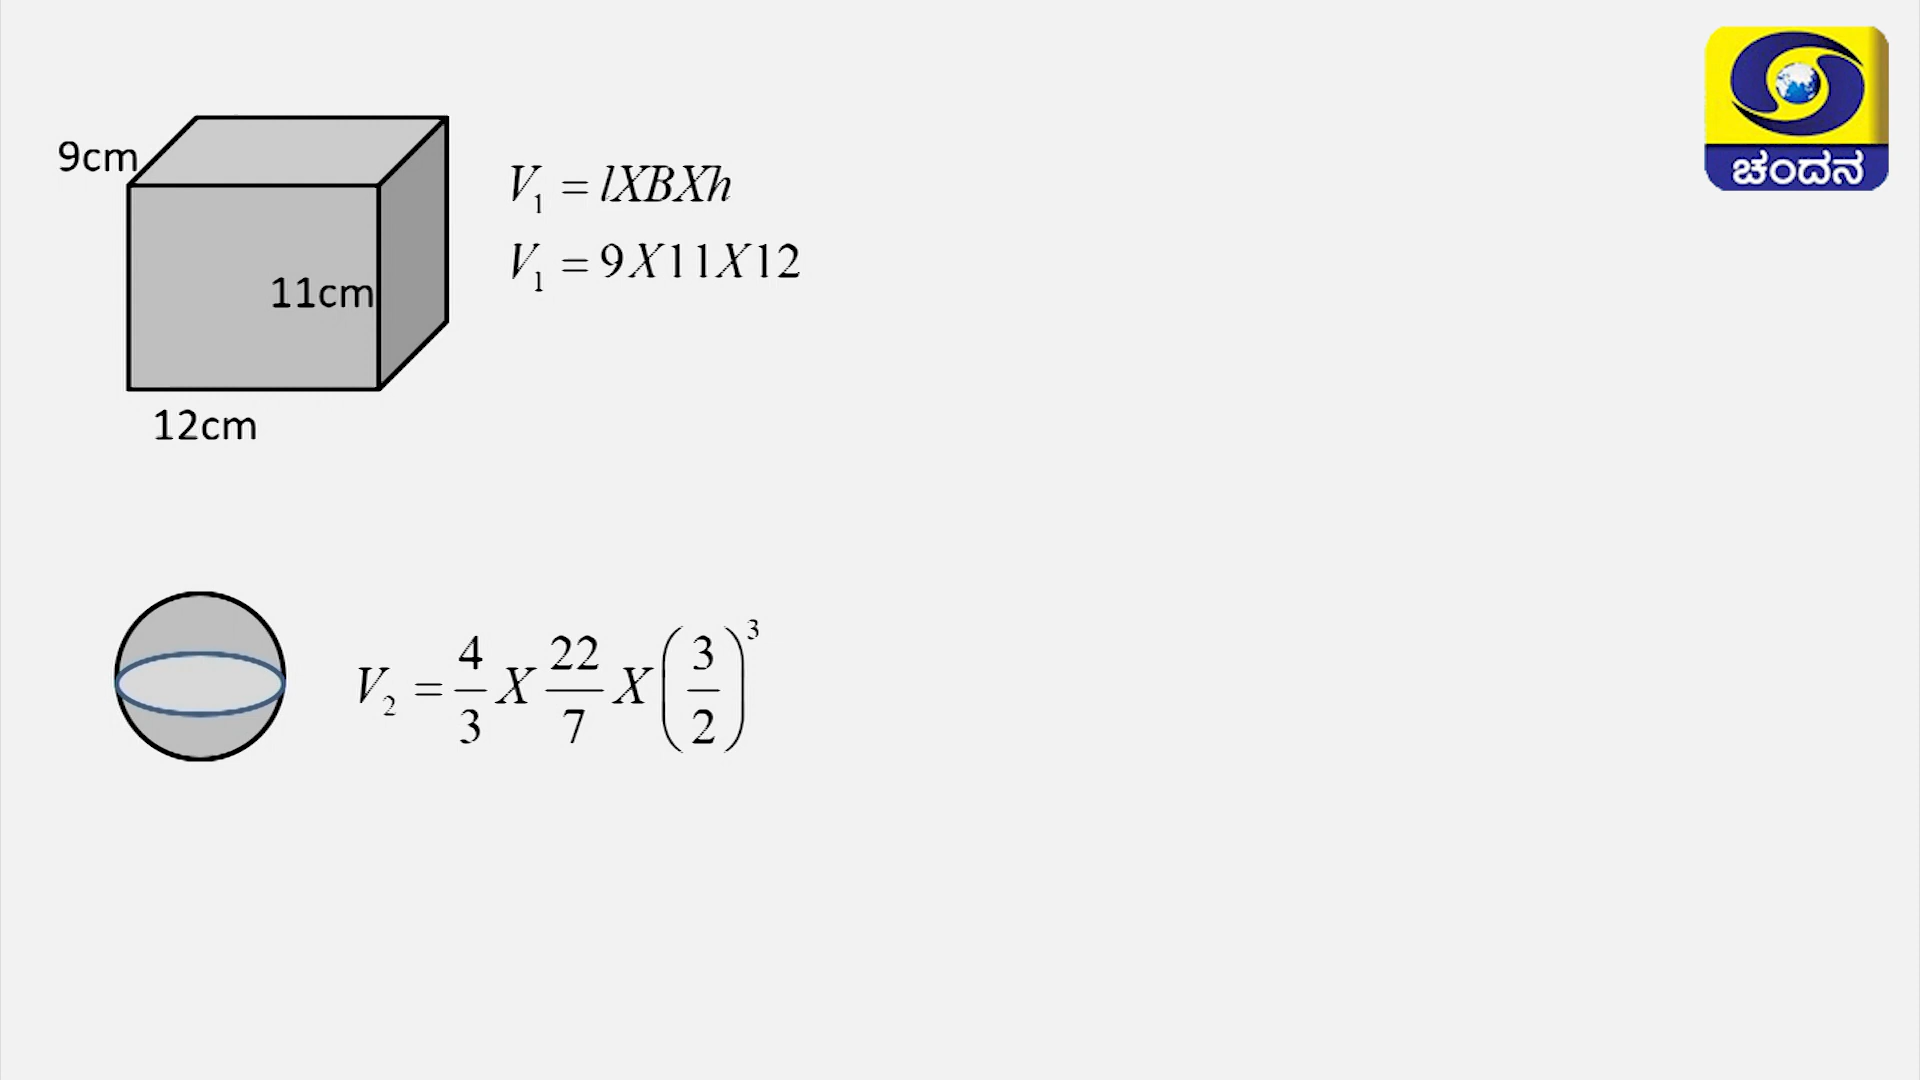 9cm
11cm
12cm
V₁ = lXBXh
V₁ = 9X11X12
V₂ = 4/3 X 22/7 X (3/2)³
ಚಂದನ